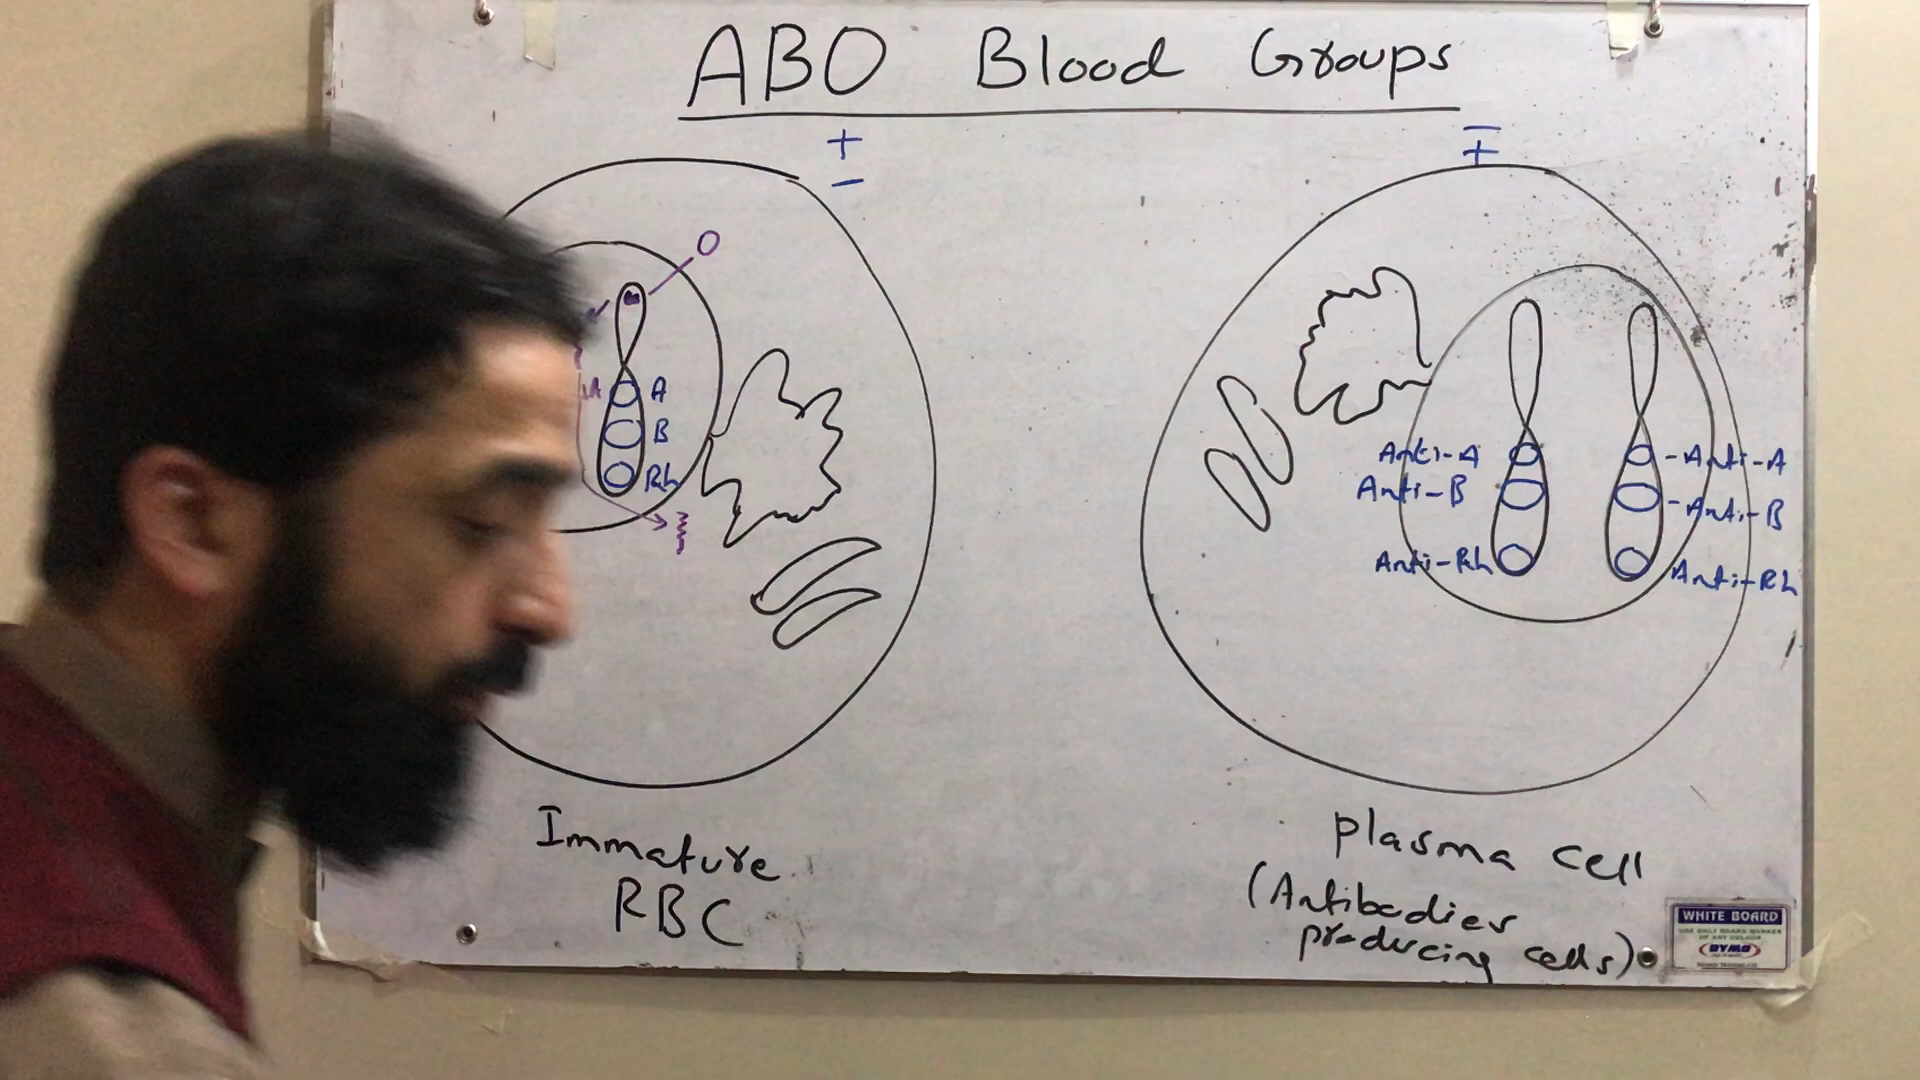 ABO Blood Groups
+
−
−
+
O
A
A
B
Rh
Anti-A
Anti-B
Anti-Rh
-Anti-A
-Anti-B
Anti-Rh
Immature
RBC
Plasma cell
(Antibodies
producing cells)
WHITE BOARD
DYMO